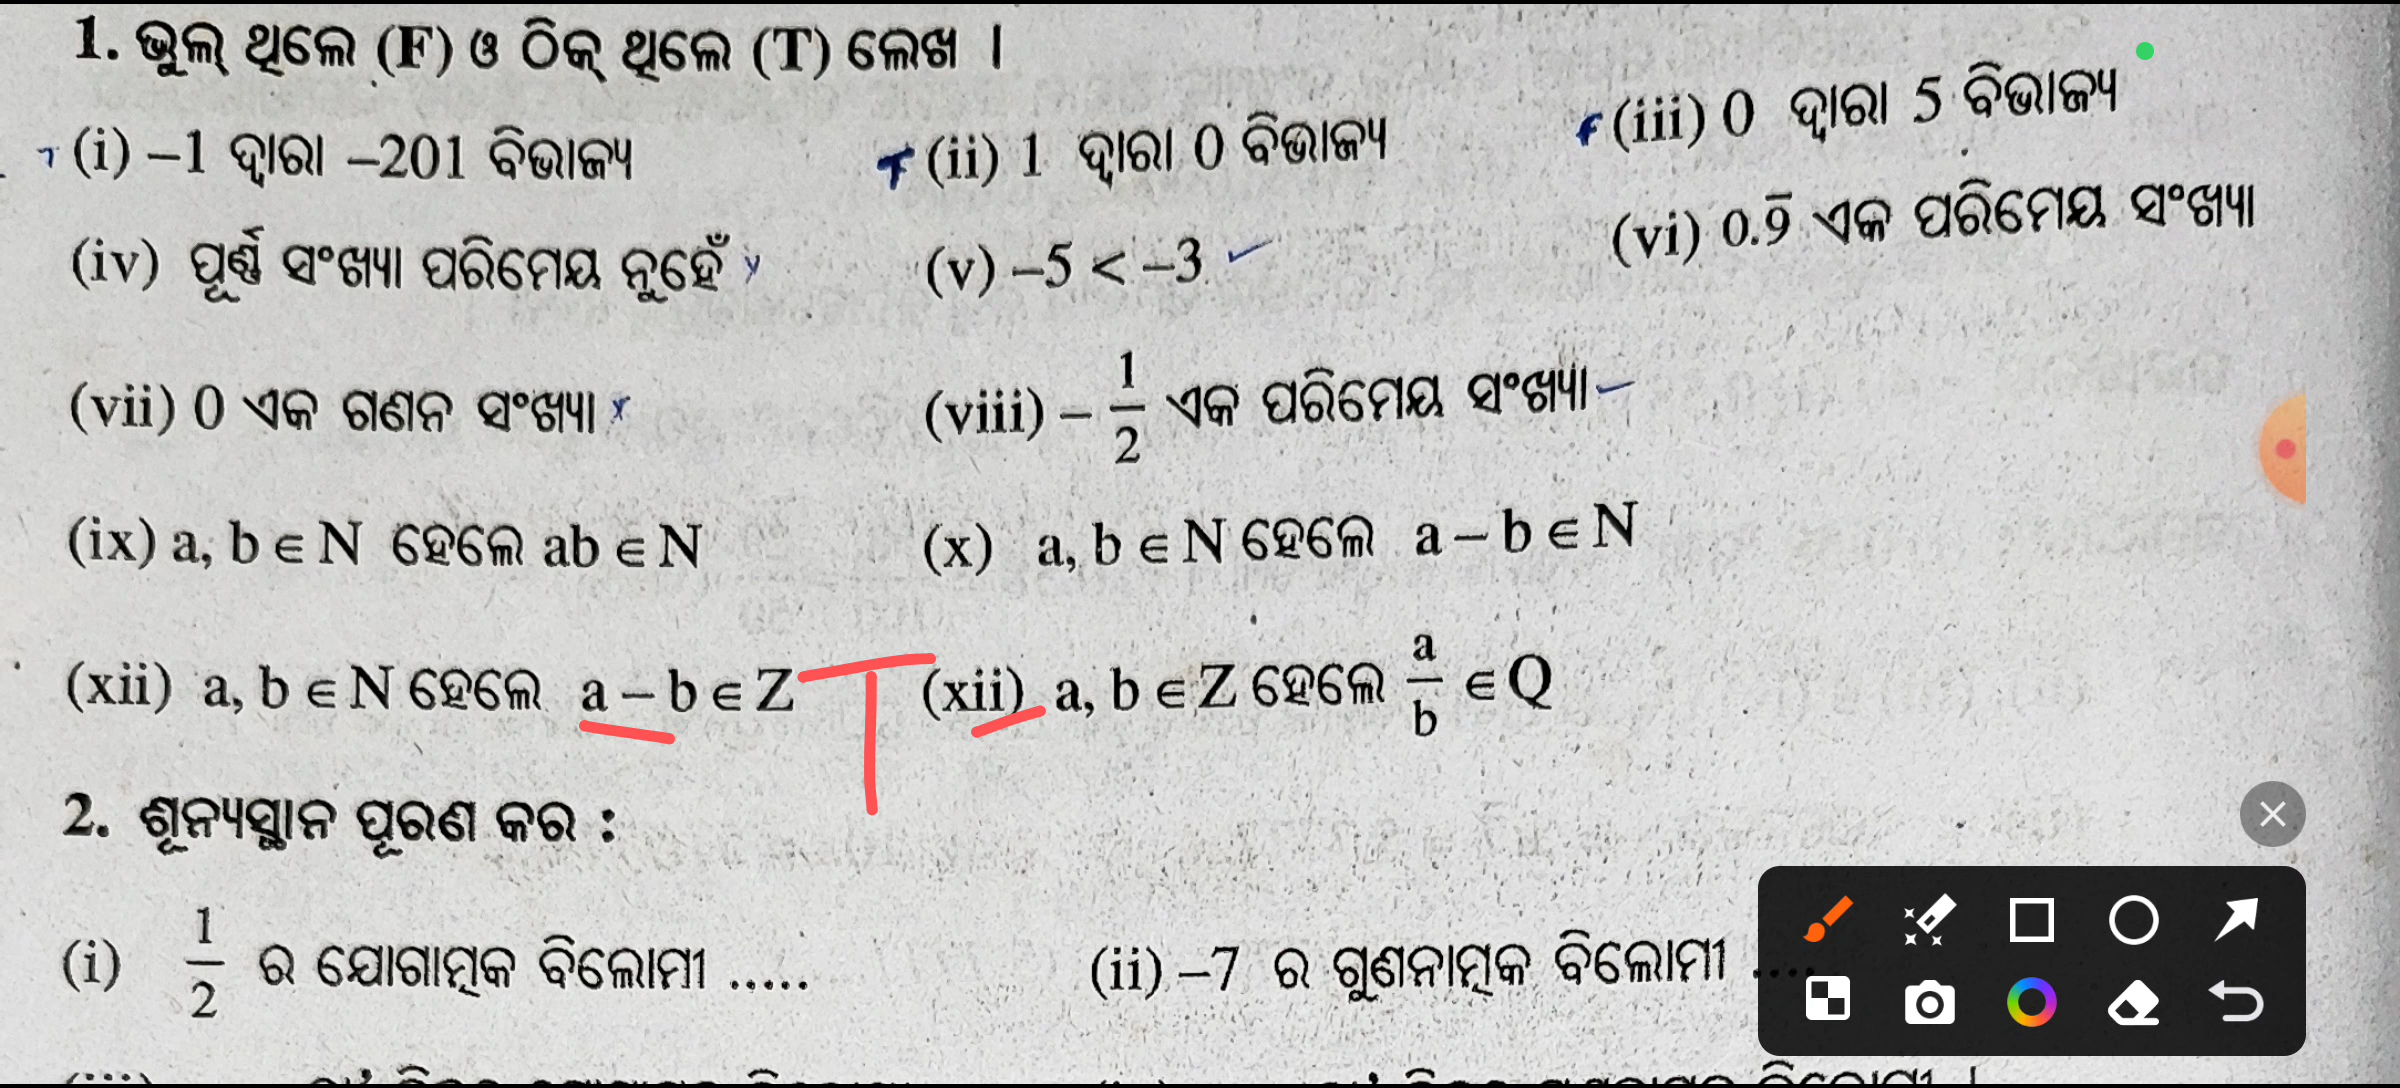 1. ଭୁଲ୍ ଥିଲେ (F) ଓ ଠିକ୍ ଥିଲେ (T) ଲେଖ ।
T (i) –1 ଦ୍ୱାରା –201 ବିଭାଜ୍ୟ (ii) 1 ଦ୍ୱାରା 0 ବିଭାଜ୍ୟ F (iii) 0 ଦ୍ୱାରା 5 ବିଭାଜ୍ୟ
(iv) ପୂର୍ଣ୍ଣ ସଂଖ୍ୟା ପରିମେୟ ନୁହେଁ (v) –5 < –3 (vi) 0.9̄ ଏକ ପରିମେୟ ସଂଖ୍ୟା
(vii) 0 ଏକ ଗଣନ ସଂଖ୍ୟା (viii) – 1/2 ଏକ ପରିମେୟ ସଂଖ୍ୟା
(ix) a, b ∈ N ହେଲେ ab ∈ N (x) a, b ∈ N ହେଲେ a – b ∈ N
(xii) a, b ∈ N ହେଲେ a – b ∈ Z T (xii) a, b ∈ Z ହେଲେ a/b ∈ Q
2. ଶୂନ୍ୟସ୍ଥାନ ପୂରଣ କର :
(i) 1/2 ର ଯୋଗାତ୍ମକ ବିଲୋମୀ ..... (ii) –7 ର ଗୁଣନାତ୍ମକ ବିଲୋମୀ ....